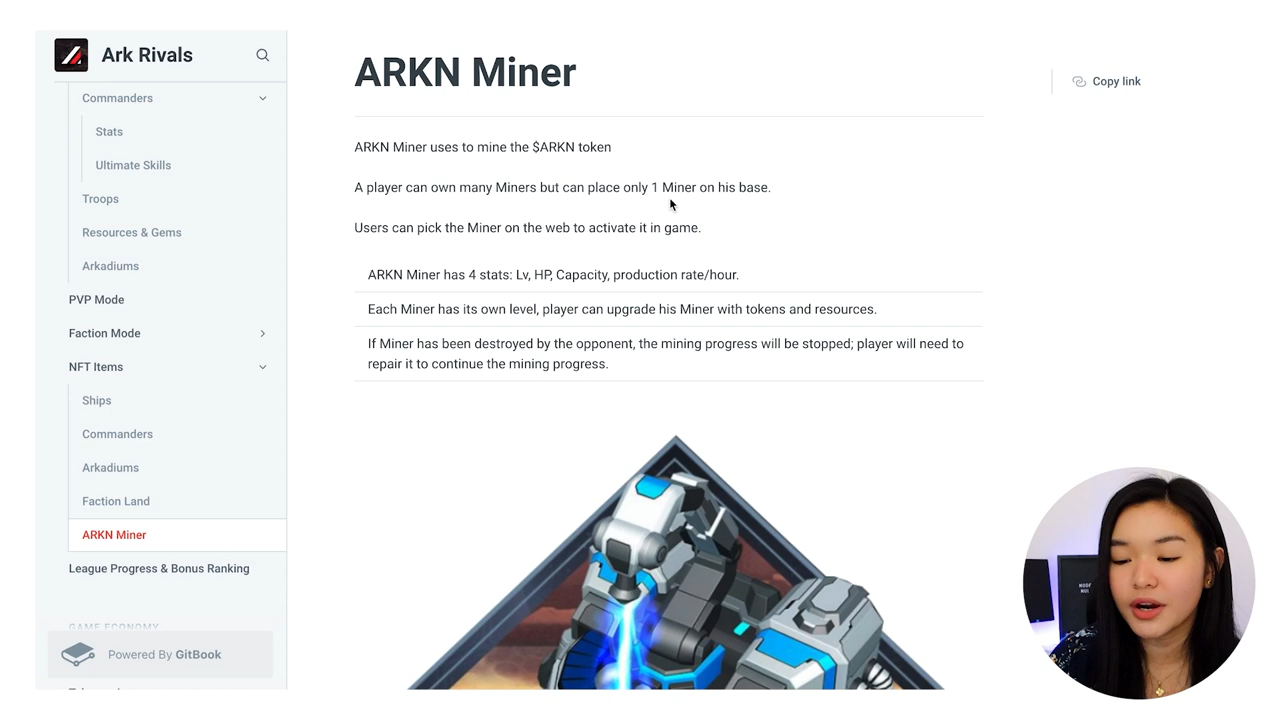 Ark Rivals
Commanders
Stats
Ultimate Skills
Troops
Resources & Gems
Arkadiums
PVP Mode
Faction Mode
NFT Items
Ships
Commanders
Arkadiums
Faction Land
ARKN Miner
League Progress & Bonus Ranking
GAME ECONOMY
Powered By GitBook
ARKN Miner
Copy link
ARKN Miner uses to mine the $ARKN token
A player can own many Miners but can place only 1 Miner on his base.
Users can pick the Miner on the web to activate it in game.
ARKN Miner has 4 stats: Lv, HP, Capacity, production rate/hour.
Each Miner has its own level, player can upgrade his Miner with tokens and resources.
If Miner has been destroyed by the opponent, the mining progress will be stopped; player will need to
repair it to continue the mining progress.